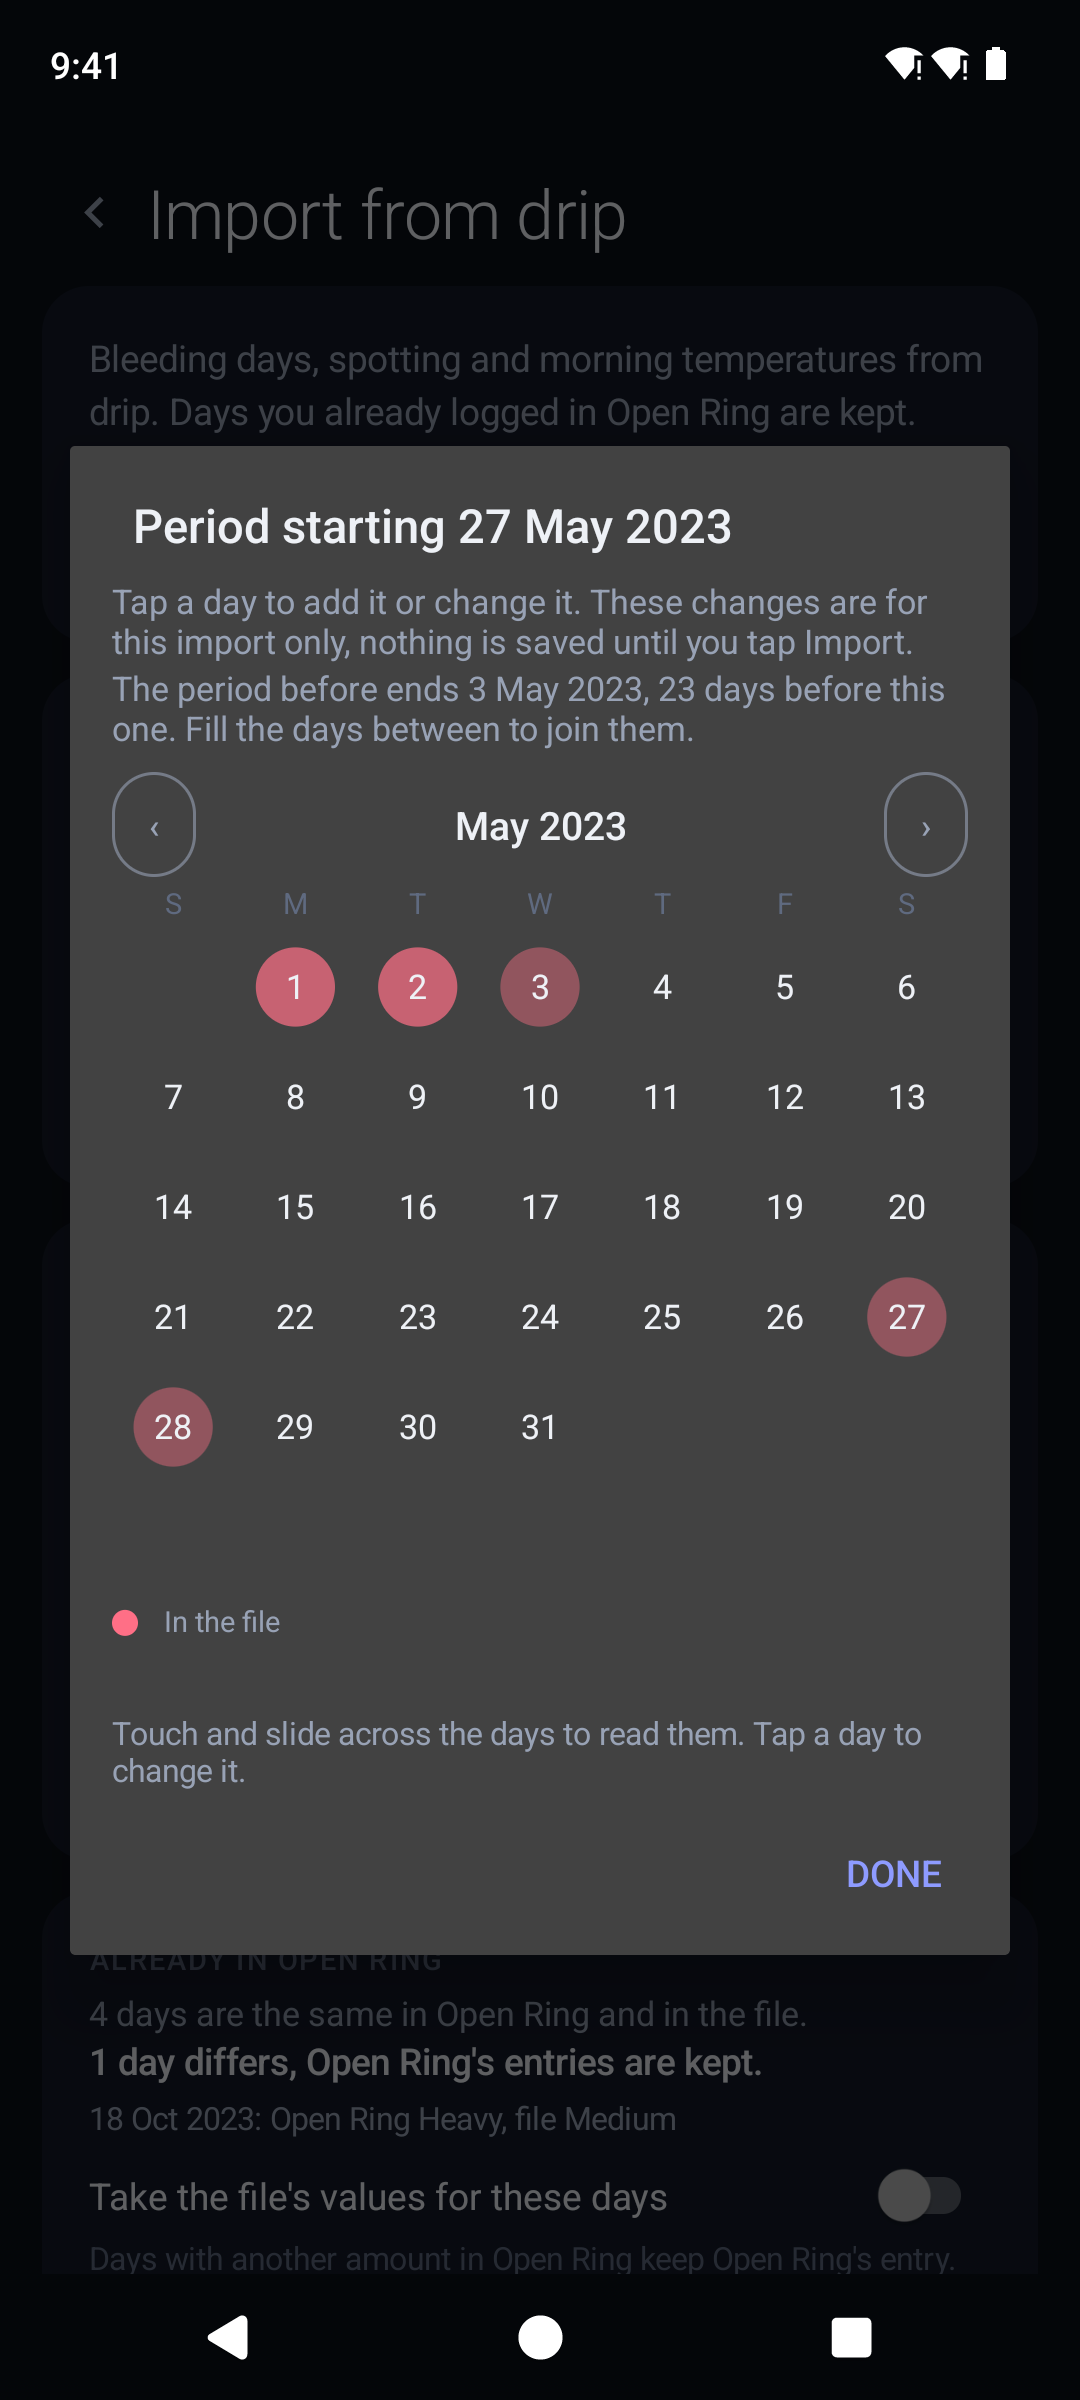 9:41
Import from drip
Bleeding days, spotting and morning temperatures from
drip. Days you already logged in Open Ring are kept.
Period starting 27 May 2023
Tap a day to add it or change it. These changes are for
this import only, nothing is saved until you tap Import.
The period before ends 3 May 2023, 23 days before this
one. Fill the days between to join them.
‹ May 2023 ›
S M T W T F S
1 2 3 4 5 6
7 8 9 10 11 12 13
14 15 16 17 18 19 20
21 22 23 24 25 26 27
28 29 30 31
In the file
Touch and slide across the days to read them. Tap a day to
change it.
DONE
ALREADY IN OPEN RING
4 days are the same in Open Ring and in the file.
1 day differs, Open Ring's entries are kept.
18 Oct 2023: Open Ring Heavy, file Medium
Take the file's values for these days
Days with another amount in Open Ring keep Open Ring's entry.